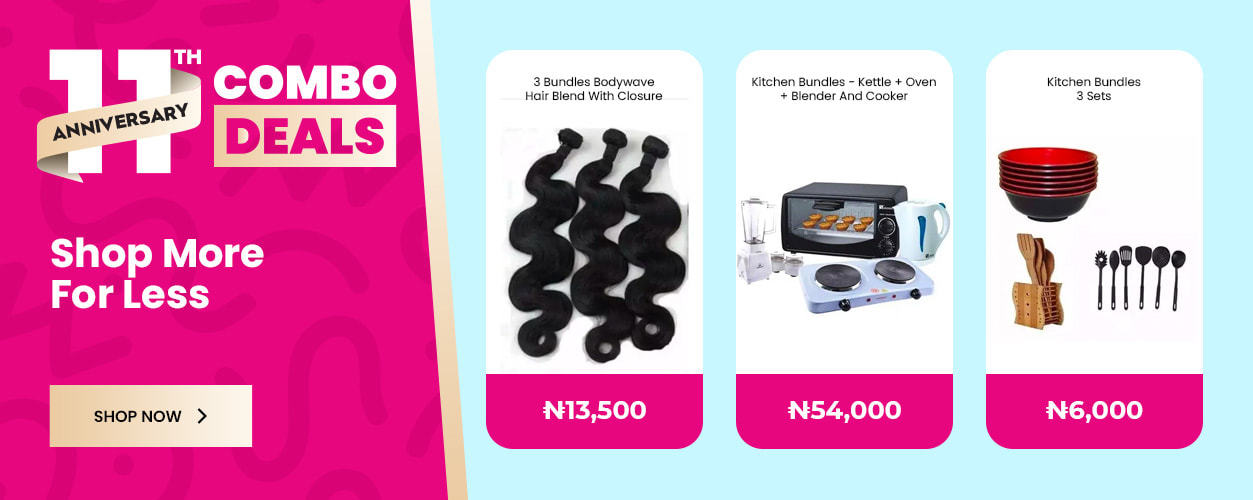 11TH
ANNIVERSARY
COMBO
DEALS
Shop More
For Less
SHOP NOW
3 Bundles Bodywave
Hair Blend With Closure
₦13,500
Kitchen Bundles - Kettle + Oven
+ Blender And Cooker
₦54,000
Kitchen Bundles
3 Sets
₦6,000